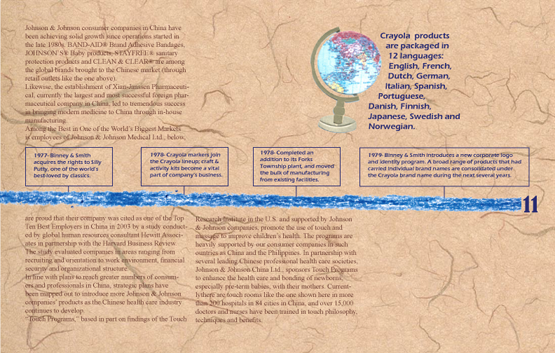 Johnson & Johnson consumer companies in China have
been achieving solid growth since operations started in
the late 1980s. BAND-AID® Brand Adhesive Bandages,
JOHNSON'S® Baby products, STAYFREE® sanitary
protection products and CLEAN & CLEAR® are among
the global brands brought to the Chinese market (through
retail outlets like the one above).
Likewise, the establishment of Xian-Janssen Pharmaceuti-
cal, currently the largest and most successful foreign phar-
maceutical company in China, led to tremendous success
in bringing modern medicine to China through in-house
manufacturing.
Among the Best in One of the World's Biggest Markets
employees of Johnson & Johnson Medical Ltd., below,
Crayola products
are packaged in
12 languages:
English, French,
Dutch, German,
Italian, Spanish,
Portuguese,
Danish, Finnish,
Japanese, Swedish and
Norwegian.
1977-Binney & Smith
acquires the rights to Silly
Putty, one of the world's
best-loved by classics.
1978- Crayola markers join
the Crayola lineup; craft &
activity kits become a vital
part of company's business.
1978-Completed an
addition to its Forks
Township plant, and moved
the bulk of manufacturing
from existing facilities.
1979- Binney & Smith introduces a new corporate logo
and identify program. A broad range of products that had
carried individual brand names are consolidated under
the Crayola brand name during the next several years.
11
are proud that their company was cited as one of the Top
Ten Best Employers in China in 2003 by a study conduct-
ed by global human resources consultant Hewitt Associ-
ates in partnership with the Harvard Business Review.
The study evaluated companies in areas ranging from
recruiting and orientation to work environment, financial
security and organizational structure.
In line with plans to reach greater numbers of consum-
ers and professionals in China, strategic plans have
been mapped out to introduce more Johnson & Johnson
companies' products as the Chinese health care industry
continues to develop.
"Touch Programs," based in part on findings of the Touch
Research Institute in the U.S. and supported by Johnson
& Johnson companies, promote the use of touch and
massage to improve children's health. The programs are
heavily supported by our consumer companies in such
countries as China and the Philippines. In partnership with
several leading Chinese professional health care societies,
Johnson & Johnson China Ltd., sponsors Touch Programs
to enhance the health care and bonding of newborns,
especially pre-term babies, with their mothers. Current-
lythere are touch rooms like the one shown here in more
than 200 hospitals in 84 cities in China, and over 15,000
doctors and nurses have been trained in touch philosophy,
techniques and benefits.